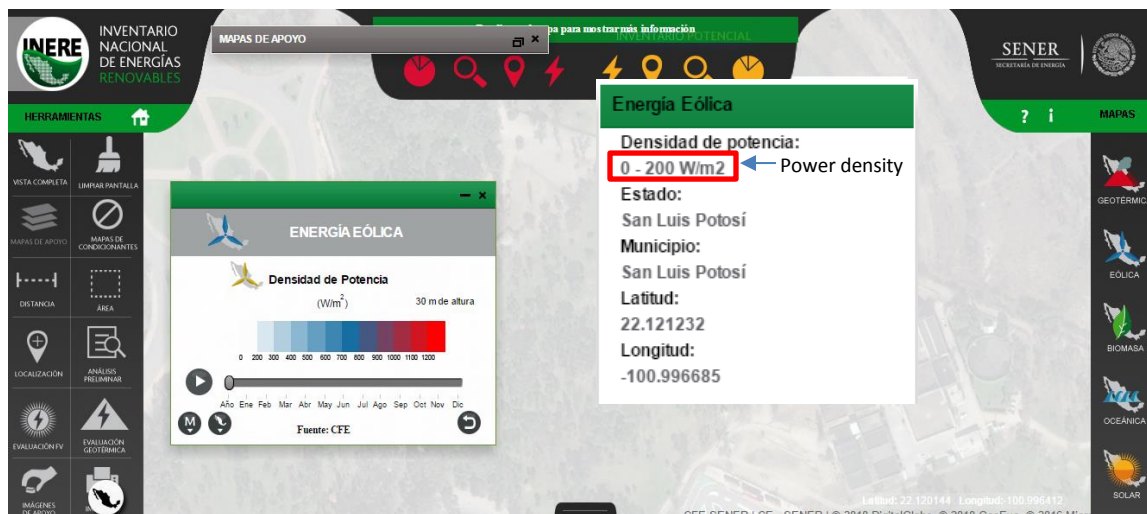 INERE
INVENTARIO
NACIONAL
DE ENERGÍAS
RENOVABLES
MAPAS DE APOYO
pa para mostrar más información
INVENTARIO POTENCIAL
SENER
SECRETARÍA DE ENERGÍA
HERRAMIENTAS
? i
MAPAS
VISTA COMPLETA
LIMPIAR PANTALLA
MAPAS DE APOYO
MAPAS DE
CONDICIONANTES
DISTANCIA
ÁREA
LOCALIZACIÓN
ANÁLISIS
PRELIMINAR
EVALUACIÓN FV
EVALUACIÓN
GEOTÉRMICA
IMÁGENES
DE APOYO
ENERGÍA EÓLICA
Densidad de Potencia
(W/m2)
30 m de altura
0 200 300 400 500 600 700 800 900 1000 1100 1200
Año Ene Feb Mar Abr May Jun Jul Ago Sep Oct Nov Dic
M
Fuente: CFE
Energía Eólica
Densidad de potencia:
0 - 200 W/m2
Power density
Estado:
San Luis Potosí
Municipio:
San Luis Potosí
Latitud:
22.121232
Longitud:
-100.996685
GEOTÉRMIC
EÓLICA
BIOMASA
OCEÁNICA
SOLAR
Latitud: 22.120144 Longitud:-100.996412